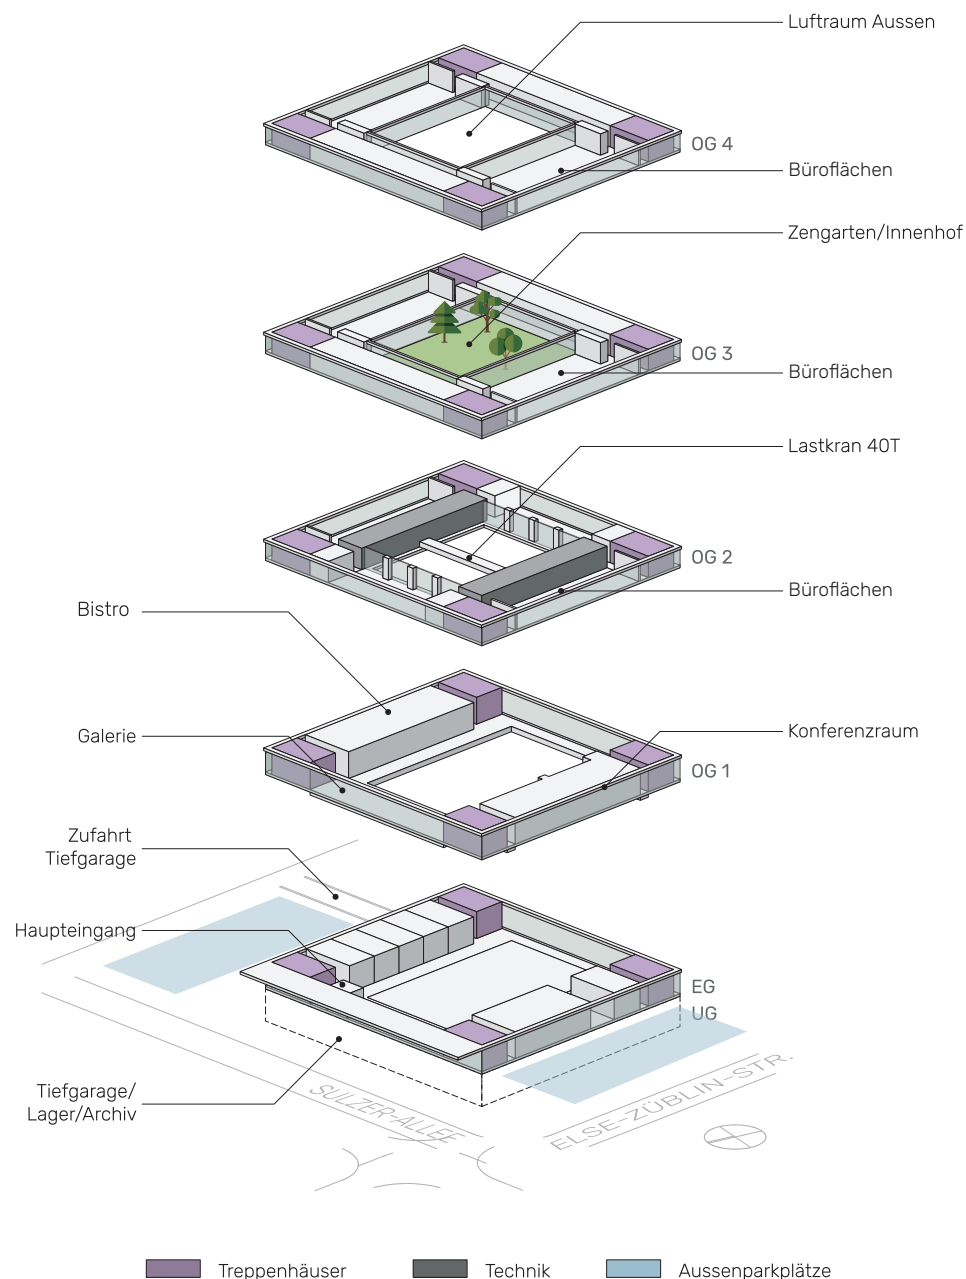 Luftraum Aussen
OG 4
Büroflächen
Zengarten/Innenhof
OG 3
Büroflächen
Lastkran 40T
OG 2
Büroflächen
Bistro
Galerie
Konferenzraum
OG 1
Zufahrt
Tiefgarage
Haupteingang
EG
UG
Tiefgarage/
Lager/Archiv
SULZER-ALLEE
ELSE-ZÜBLIN-STR.
Treppenhäuser
Technik
Aussenparkplätze